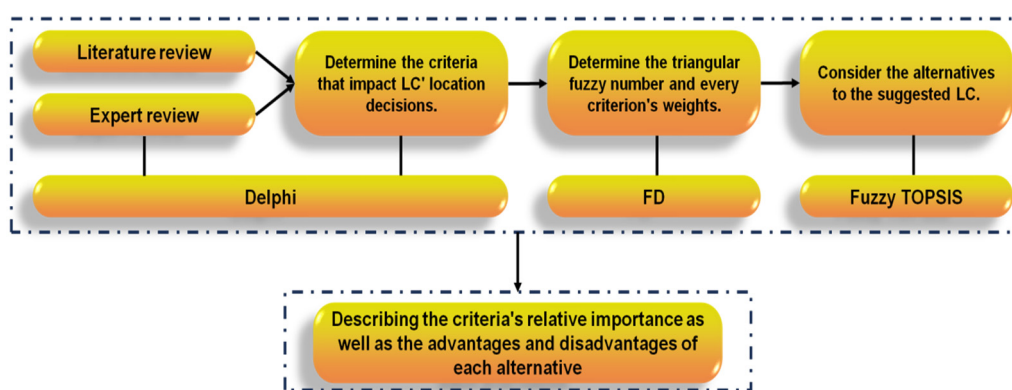 Literature review
Expert review
Determine the criteria
that impact LC' location
decisions.
Determine the triangular
fuzzy number and every
criterion's weights.
Consider the alternatives
to the suggested LC.
Delphi
FD
Fuzzy TOPSIS
Describing the criteria's relative importance as
well as the advantages and disadvantages of
each alternative